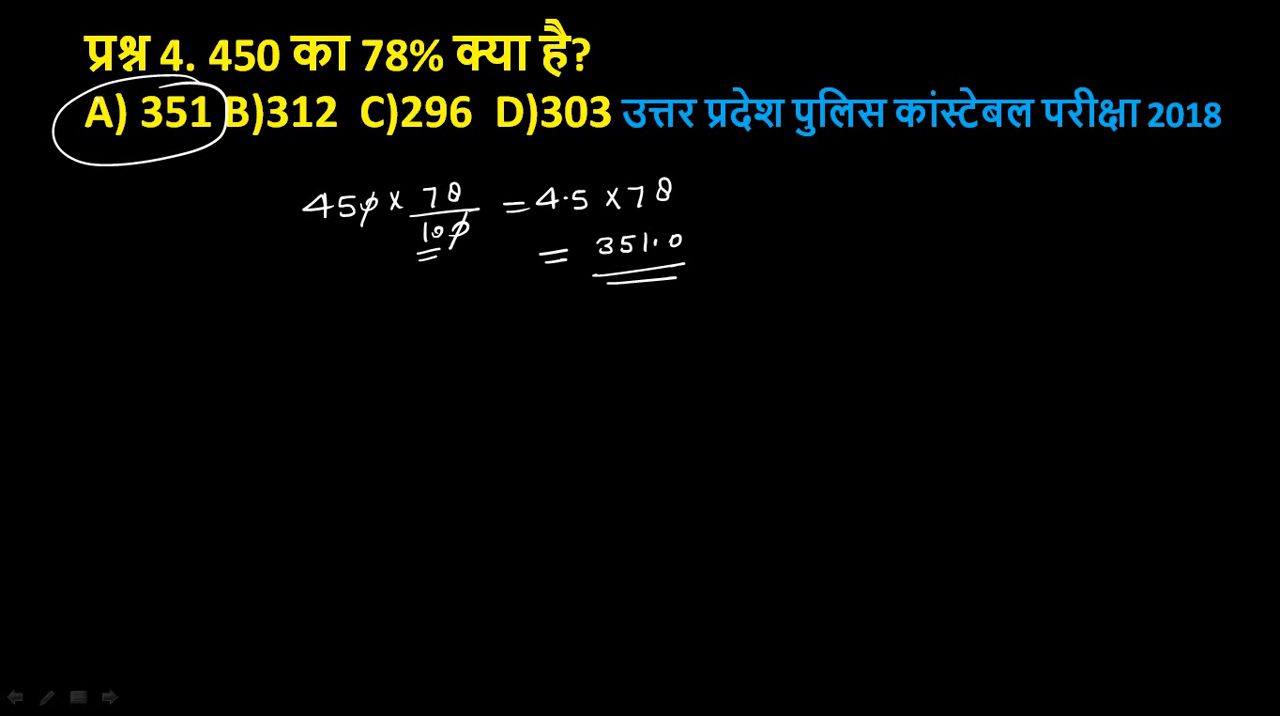 प्रश्न 4. 450 का 78% क्या है?
A) 351 B)312 C)296 D)303 उत्तर प्रदेश पुलिस कांस्टेबल परीक्षा 2018
450 × 78/100 = 4.5 × 78
= 351.0